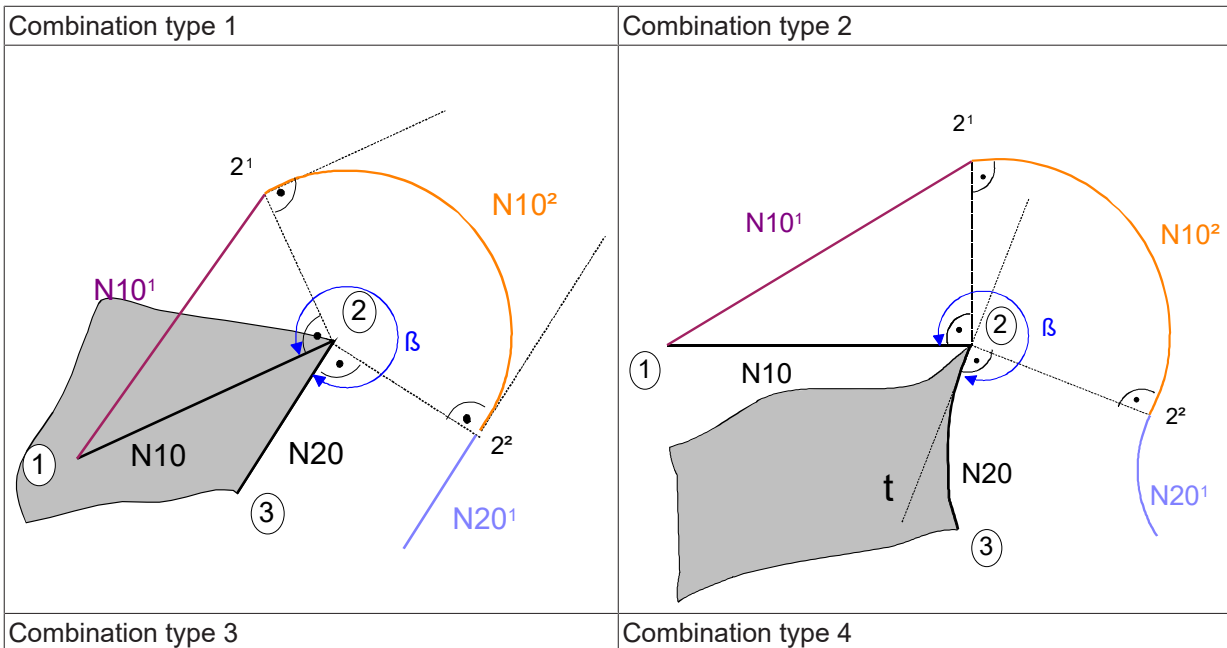 Combination type 1
2¹
N10²
N10¹
2
ß
1
N10
N20
2²
3
N20¹
Combination type 2
2¹
N10¹
N10²
2
ß
1
N10
2²
t
N20
N20¹
3
Combination type 3
Combination type 4